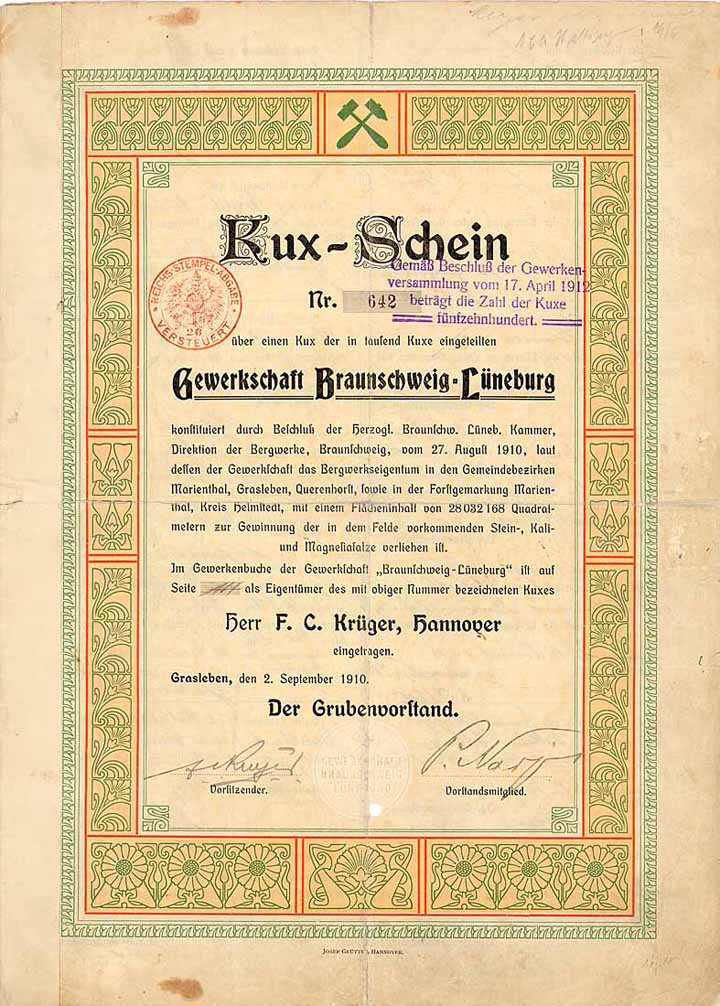 Kux-Schein
Gemäß Beschluß der Gewerken-
versammlung vom 17. April 1912
beträgt die Zahl der Kuxe
fünfzehnhundert.
Nr. 642
REICHS-STEMPEL-ABGABE
26
VERSTEUERT
über einen Kux der in tausend Kuxe eingeteilten
Gewerkschaft Braunschweig-Lüneburg
konstituiert durch Beschluß der Herzogl. Braunschw. Lüneb. Kammer,
Direktion der Bergwerke, Braunschweig, vom 27. August 1910, laut
dessen der Gewerkschaft das Bergwerkseigentum in den Gemeindebezirken
Marienthal, Grasleben, Querenhorst, sowie in der Forstgemarkung Marien-
thal, Kreis Helmstedt, mit einem Flächeninhalt von 28 032 168 Quadrat-
metern zur Gewinnung der in dem Felde vorkommenden Stein-, Kali-
und Magnesiasalze verliehen ist.
Im Gewerkenbuche der Gewerkschaft „Braunschweig-Lüneburg" ist auf
Seite als Eigentümer des mit obiger Nummer bezeichneten Kuxes
Herr F. C. Krüger, Hannover
eingetragen.
Grasleben, den 2. September 1910.
Der Grubenvorstand.
GEWERKSCHAFT
BRAUNSCHWEIG
LÜNEBURG
Vorsitzender.
Vorstandsmitglied.
HANNOVER.